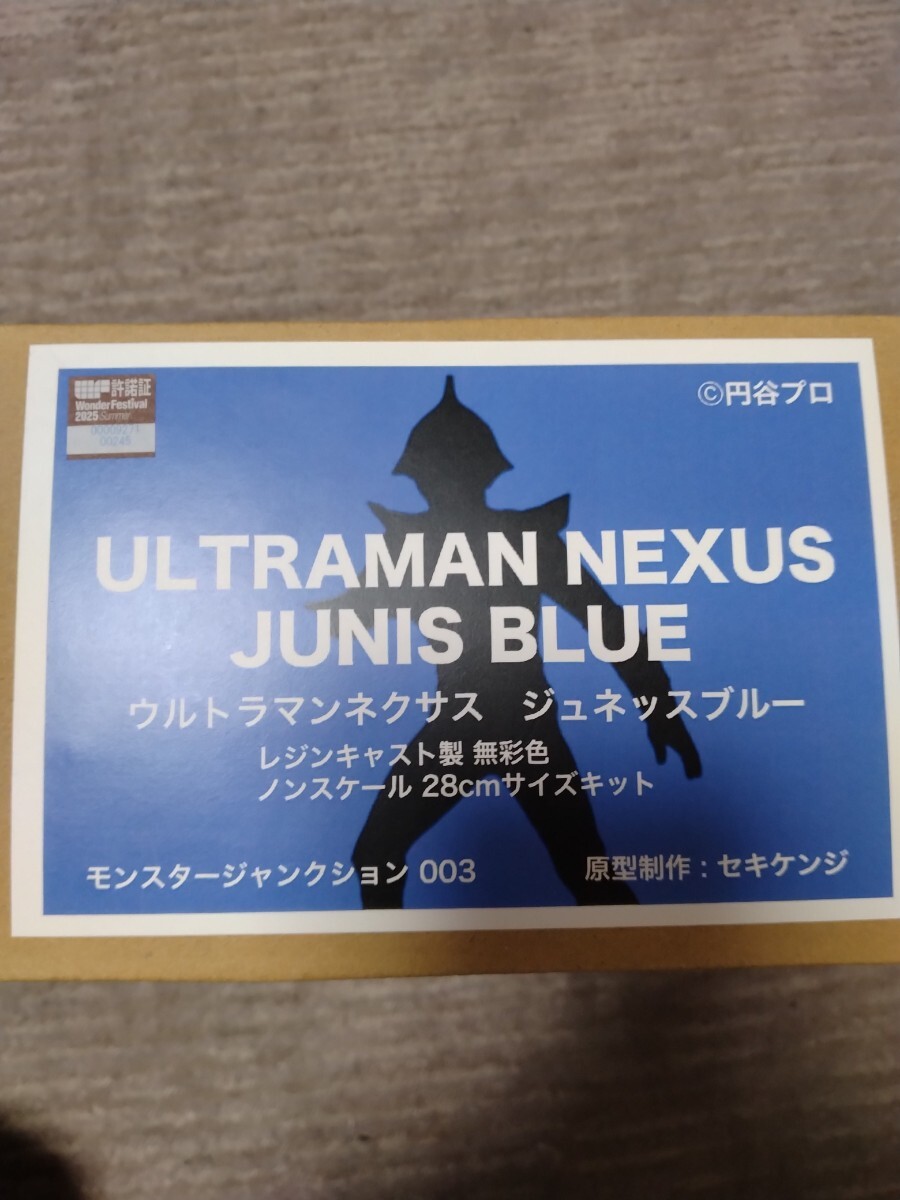 許諾証
WonderFestival
2025 Summer
©円谷プロ
ULTRAMAN NEXUS
JUNIS BLUE
ウルトラマンネクサス　ジュネッスブルー
レジンキャスト製 無彩色
ノンスケール 28cmサイズキット
モンスタージャンクション 003
原型制作 : セキケンジ